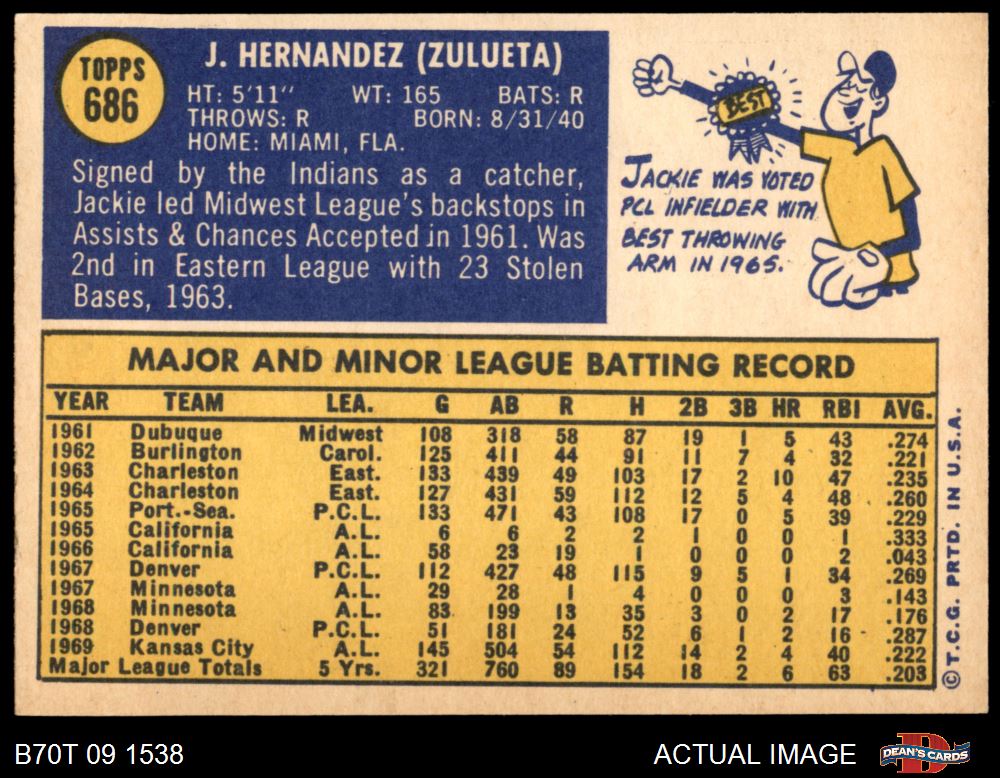 TOPPS
686
J. HERNANDEZ (ZULUETA)
HT: 5'11" WT: 165 BATS: R
THROWS: R BORN: 8/31/40
HOME: MIAMI, FLA.
Signed by the Indians as a catcher,
Jackie led Midwest League's backstops in
Assists & Chances Accepted in 1961. Was
2nd in Eastern League with 23 Stolen
Bases, 1963.
BEST
JACKIE WAS VOTED
PCL INFIELDER WITH
BEST THROWING
ARM IN 1965.
MAJOR AND MINOR LEAGUE BATTING RECORD
YEAR TEAM LEA. G AB R H 2B 3B HR RBI AVG.
1961 Dubuque Midwest 108 318 58 87 19 1 5 43 .274
1962 Burlington Carol. 125 411 44 91 11 7 4 32 .221
1963 Charleston East. 133 439 49 103 17 2 10 47 .235
1964 Charleston East. 127 431 59 112 12 5 4 48 .260
1965 Port.-Sea. P.C.L. 133 471 43 108 17 0 5 39 .229
1965 California A.L. 6 6 2 2 1 0 0 1 .333
1966 California A.L. 58 23 19 1 0 0 0 2 .043
1967 Denver P.C.L. 112 427 48 115 9 5 1 34 .269
1967 Minnesota A.L. 29 28 1 4 0 0 0 3 .143
1968 Minnesota A.L. 83 199 13 35 3 0 2 17 .176
1968 Denver P.C.L. 51 181 24 52 6 1 2 16 .287
1969 Kansas City A.L. 145 504 54 112 14 2 4 40 .222
Major League Totals 5 Yrs. 321 760 89 154 18 2 6 63 .203
©T.C.G. PRTD. IN U.S.A.
B70T 09 1538
ACTUAL IMAGE
DEAN'S CARDS